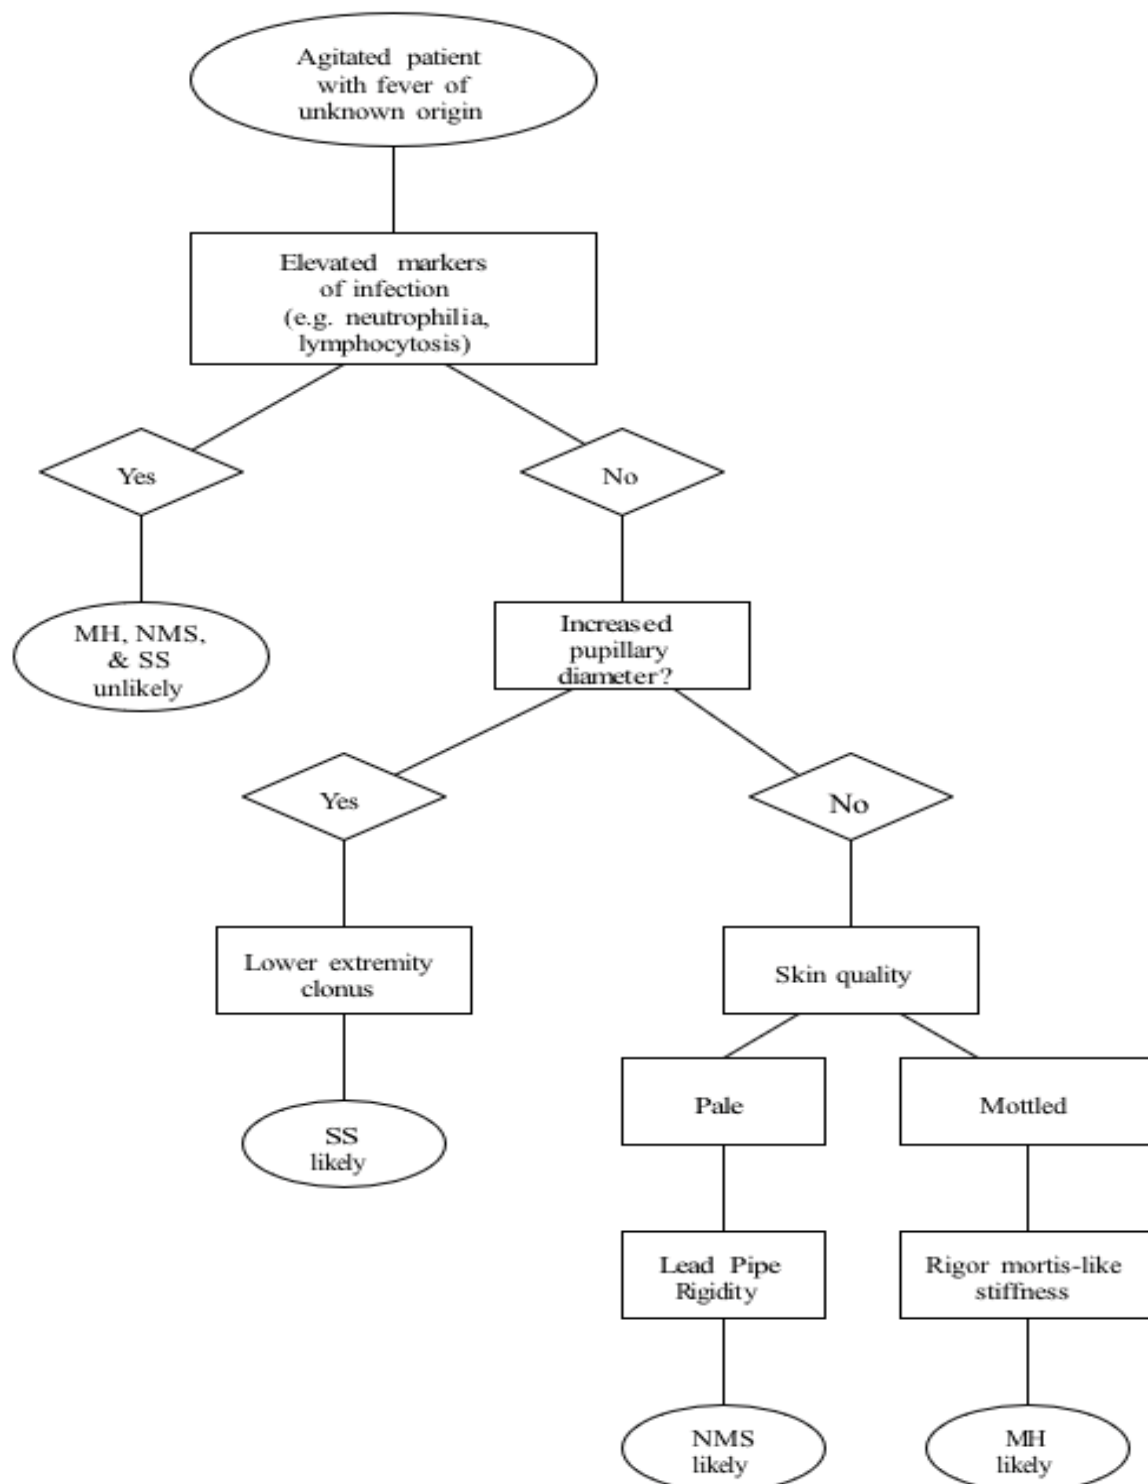 Agitated patient
with fever of
unknown origin
Elevated markers
of infection
(e.g. neutrophilia,
lymphocytosis)
Yes
No
MH, NMS,
& SS
unlikely
Increased
pupillary
diameter?
Yes
No
Lower extremity
clonus
Skin quality
SS
likely
Pale
Mottled
Lead Pipe
Rigidity
Rigor mortis-like
stiffness
NMS
likely
MH
likely